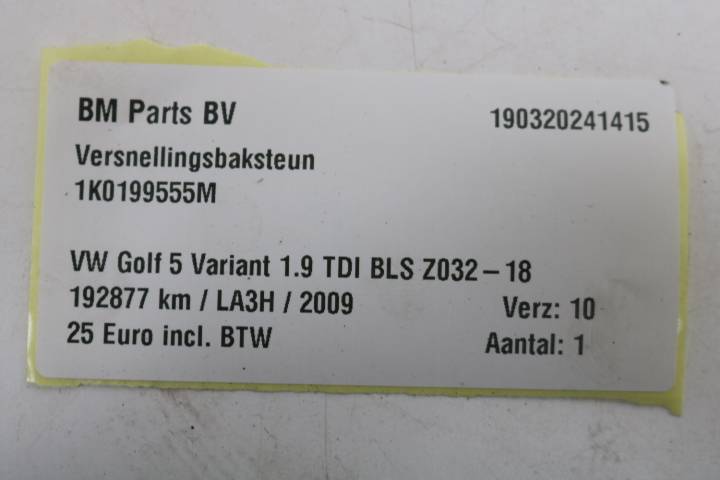 BM Parts BV 190320241415
Versnellingsbaksteun
1K0199555M
VW Golf 5 Variant 1.9 TDI BLS Z032-18
192877 km / LA3H / 2009 Verz: 10
25 Euro incl. BTW Aantal: 1